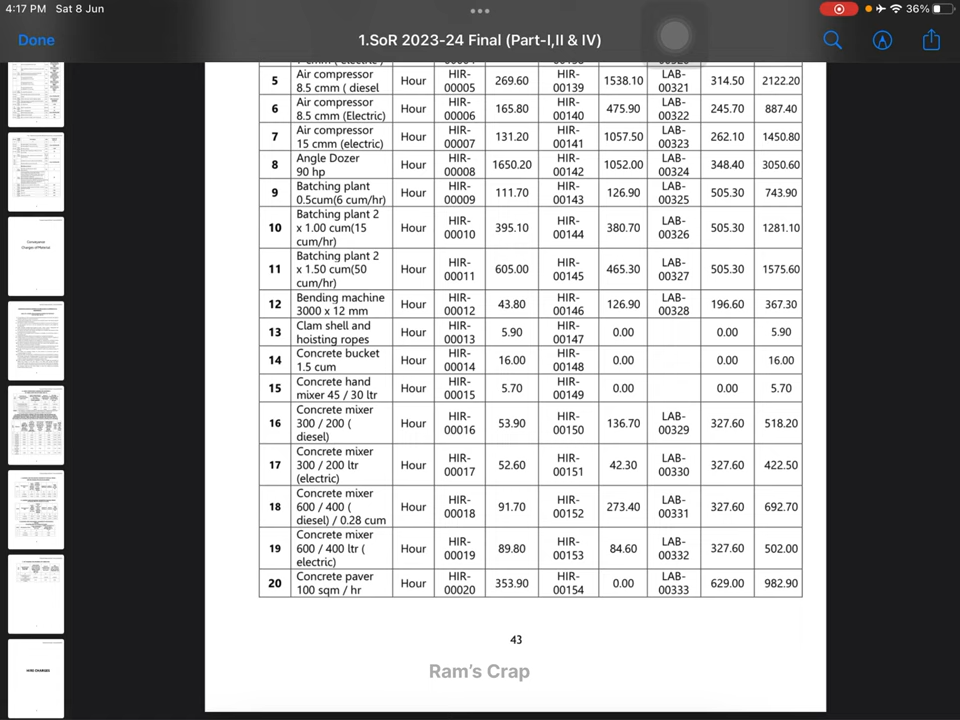 4:17 PM Sat 8 Jun
36%
Done
1.SoR 2023-24 Final (Part-I,II & IV)
5 Air compressor 8.5 cmm ( diesel Hour HIR-00005 269.60 HIR-00139 1538.10 LAB-00321 314.50 2122.20
6 Air compressor 8.5 cmm (Electric) Hour HIR-00006 165.80 HIR-00140 475.90 LAB-00322 245.70 887.40
7 Air compressor 15 cmm (electric) Hour HIR-00007 131.20 HIR-00141 1057.50 LAB-00323 262.10 1450.80
8 Angle Dozer 90 hp Hour HIR-00008 1650.20 HIR-00142 1052.00 LAB-00324 348.40 3050.60
9 Batching plant 0.5cum(6 cum/hr) Hour HIR-00009 111.70 HIR-00143 126.90 LAB-00325 505.30 743.90
10 Batching plant 2 x 1.00 cum(15 cum/hr) Hour HIR-00010 395.10 HIR-00144 380.70 LAB-00326 505.30 1281.10
11 Batching plant 2 x 1.50 cum(50 cum/hr) Hour HIR-00011 605.00 HIR-00145 465.30 LAB-00327 505.30 1575.60
12 Bending machine 3000 x 12 mm Hour HIR-00012 43.80 HIR-00146 126.90 LAB-00328 196.60 367.30
13 Clam shell and hoisting ropes Hour HIR-00013 5.90 HIR-00147 0.00 0.00 5.90
14 Concrete bucket 1.5 cum Hour HIR-00014 16.00 HIR-00148 0.00 0.00 16.00
15 Concrete hand mixer 45 / 30 ltr Hour HIR-00015 5.70 HIR-00149 0.00 0.00 5.70
16 Concrete mixer 300 / 200 ( diesel) Hour HIR-00016 53.90 HIR-00150 136.70 LAB-00329 327.60 518.20
17 Concrete mixer 300 / 200 ltr (electric) Hour HIR-00017 52.60 HIR-00151 42.30 LAB-00330 327.60 422.50
18 Concrete mixer 600 / 400 ( diesel) / 0.28 cum Hour HIR-00018 91.70 HIR-00152 273.40 LAB-00331 327.60 692.70
19 Concrete mixer 600 / 400 ltr ( electric) Hour HIR-00019 89.80 HIR-00153 84.60 LAB-00332 327.60 502.00
20 Concrete paver 100 sqm / hr Hour HIR-00020 353.90 HIR-00154 0.00 LAB-00333 629.00 982.90
43
Ram's Crap
Conveyance
Charges of Material
HIRE CHARGES